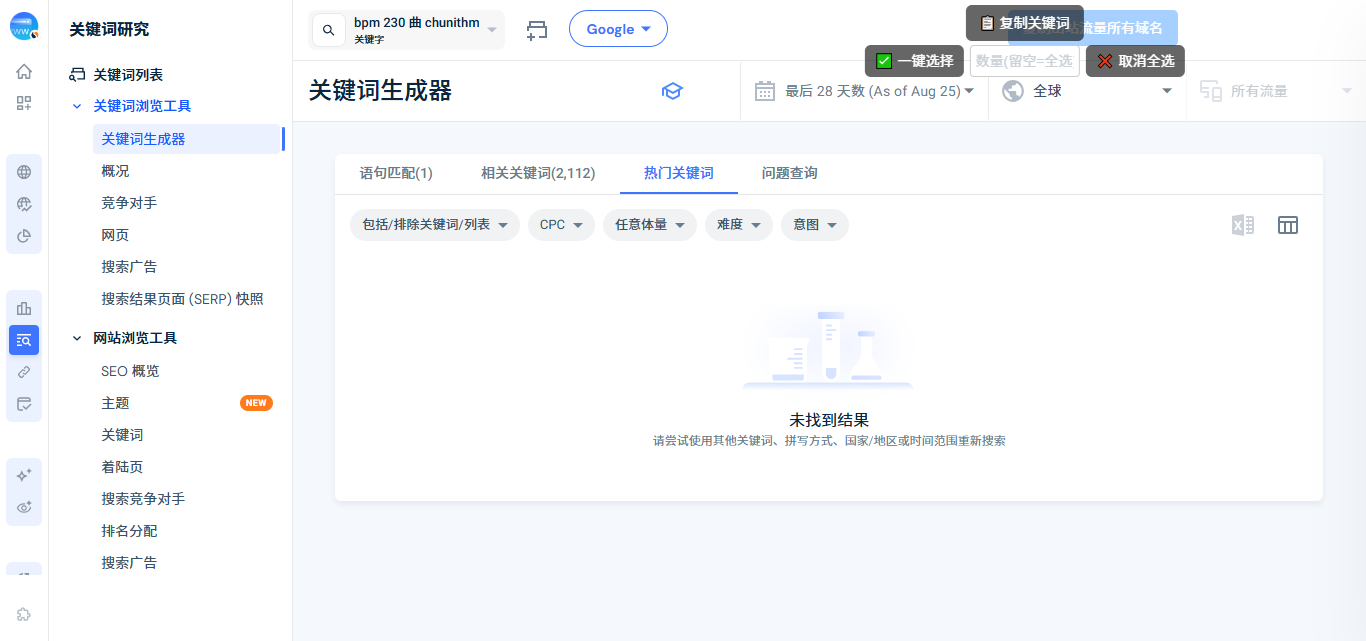 关键词研究
关键词列表
关键词浏览工具
关键词生成器
概况
竞争对手
网页
搜索广告
搜索结果页面 (SERP) 快照
网站浏览工具
SEO 概览
主题
NEW
关键词
着陆页
搜索竞争对手
排名分配
搜索广告
bpm 230 曲 chunithm
关键字
Google
复制关键词
流量所有域名
一键选择
数量(留空=全选
取消全选
关键词生成器
最后 28 天数 (As of Aug 25)
全球
所有流量
语句匹配(1)
相关关键词(2,112)
热门关键词
问题查询
包括/排除关键词/列表
CPC
任意体量
难度
意图
未找到结果
请尝试使用其他关键词、拼写方式、国家/地区或时间范围重新搜索